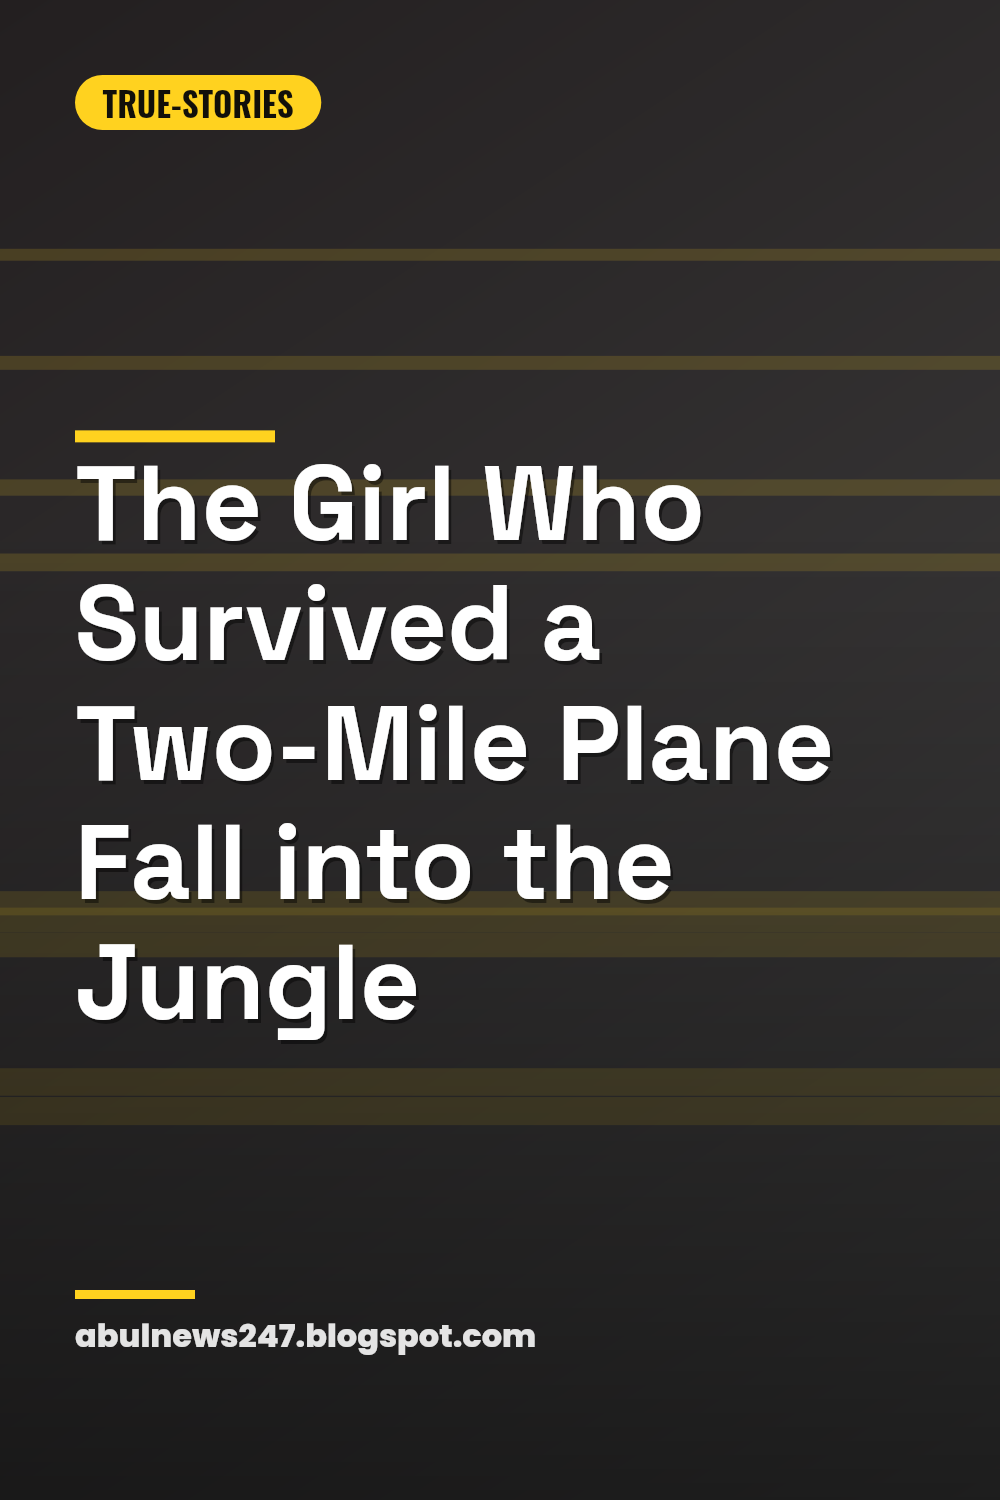 TRUE-STORIES
The Girl Who
Survived a
Two-Mile Plane
Fall into the
Jungle
abulnews247.blogspot.com